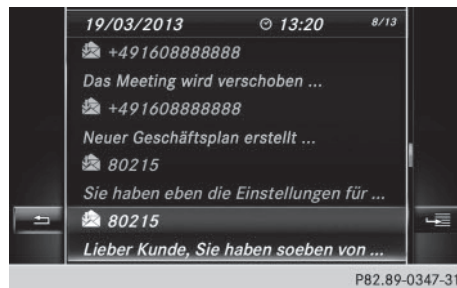 19/03/2013 13:20 8/13
+491608888888
Das Meeting wird verschoben ...
+491608888888
Neuer Geschäftsplan erstellt ...
80215
Sie haben eben die Einstellungen für ...
80215
Lieber Kunde, Sie haben soeben von ...
P82.89-0347-31